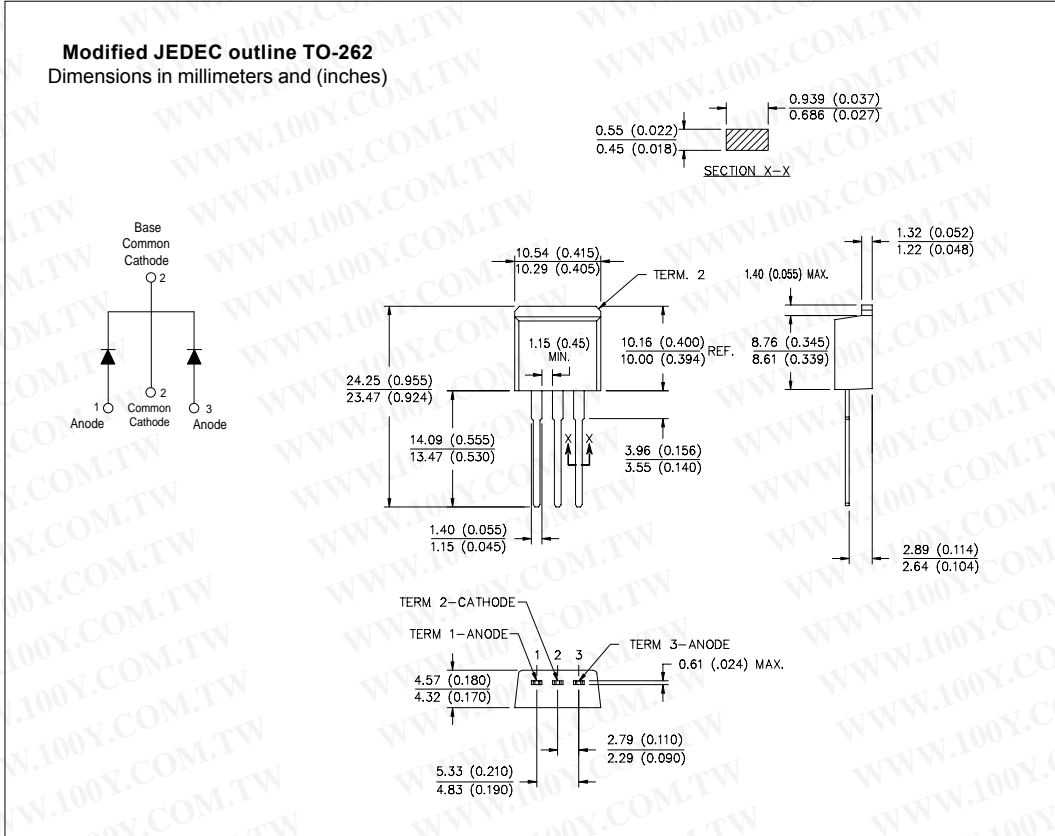 Modified JEDEC outline TO-262
Dimensions in millimeters and (inches)
0.939 (0.037)
0.686 (0.027)
0.55 (0.022)
0.45 (0.018)
SECTION X-X
Base
Common
Cathode
2
2
1
Anode
Common
Cathode
3
Anode
10.54 (0.415)
10.29 (0.405)
TERM. 2
1.15 (0.45)
MIN.
10.16 (0.400)
10.00 (0.394)
REF.
24.25 (0.955)
23.47 (0.924)
14.09 (0.555)
13.47 (0.530)
X X
3.96 (0.156)
3.55 (0.140)
1.40 (0.055)
1.15 (0.045)
1.32 (0.052)
1.22 (0.048)
1.40 (0.055) MAX.
8.76 (0.345)
8.61 (0.339)
2.89 (0.114)
2.64 (0.104)
TERM 2-CATHODE
TERM 1-ANODE
TERM 3-ANODE
1 2 3
0.61 (.024) MAX.
4.57 (0.180)
4.32 (0.170)
2.79 (0.110)
2.29 (0.090)
5.33 (0.210)
4.83 (0.190)
WWW.100Y.COM.TW